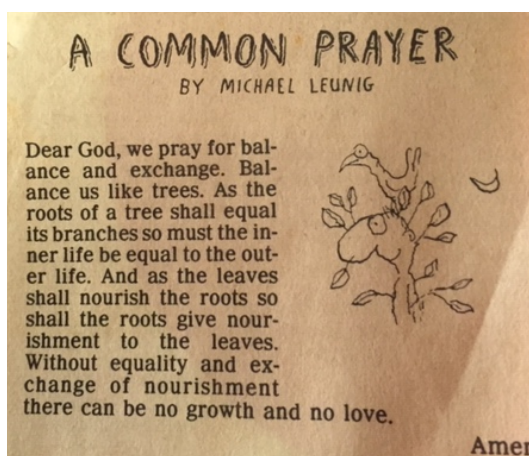 A COMMON PRAYER
BY MICHAEL LEUNIG
Dear God, we pray for bal-
ance and exchange. Bal-
ance us like trees. As the
roots of a tree shall equal
its branches so must the in-
ner life be equal to the out-
er life. And as the leaves
shall nourish the roots so
shall the roots give nour-
ishment to the leaves.
Without equality and ex-
change of nourishment
there can be no growth and no love.
Amen